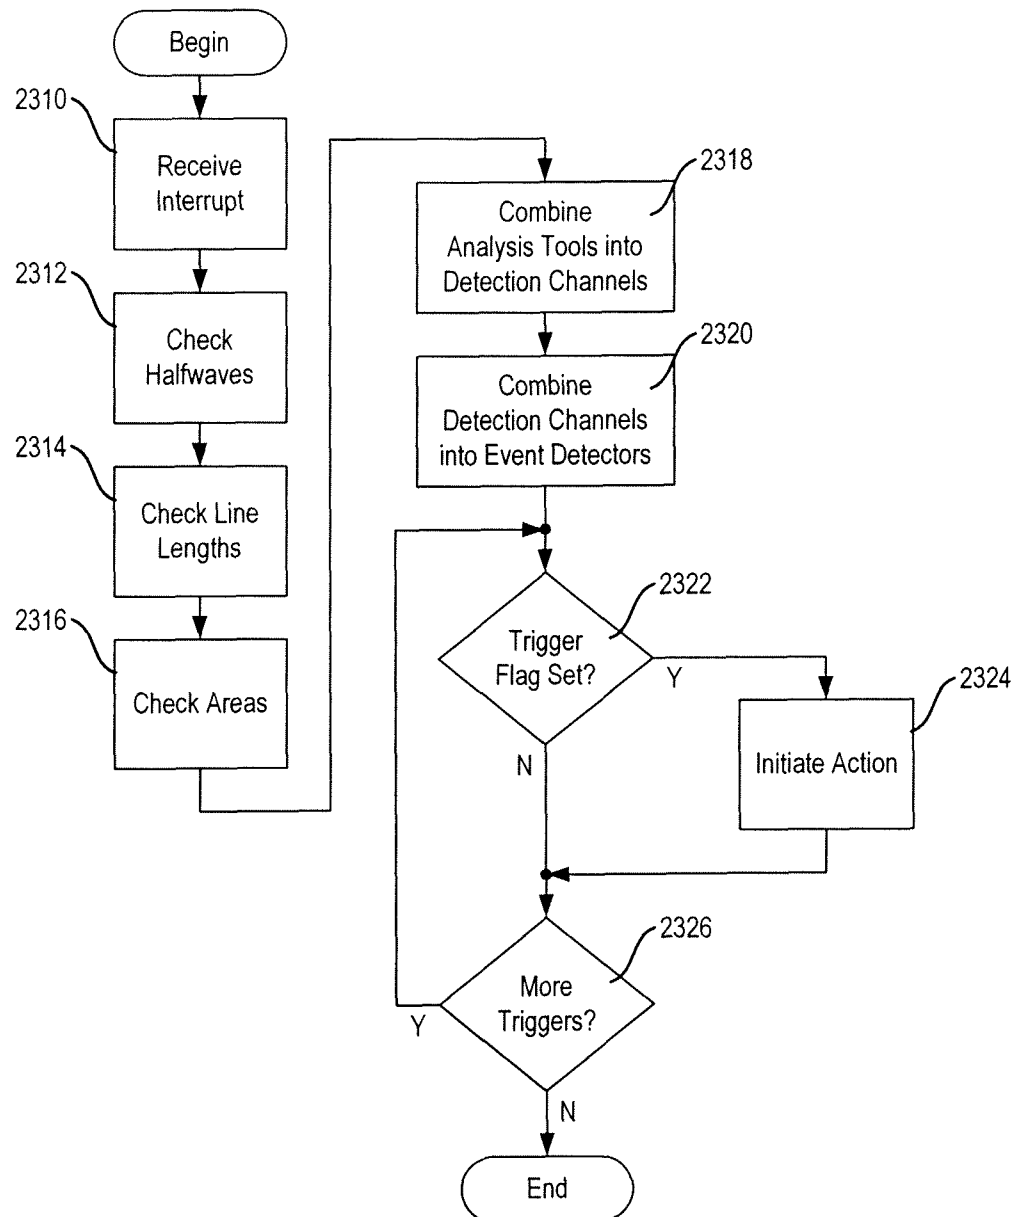 Begin
2310
Receive
Interrupt
2312
Check
Halfwaves
2314
Check Line
Lengths
2316
Check Areas
2318
Combine
Analysis Tools into
Detection Channels
2320
Combine
Detection Channels
into Event Detectors
2322
Trigger
Flag Set?
Y
N
2324
Initiate Action
2326
More
Triggers?
Y
N
End